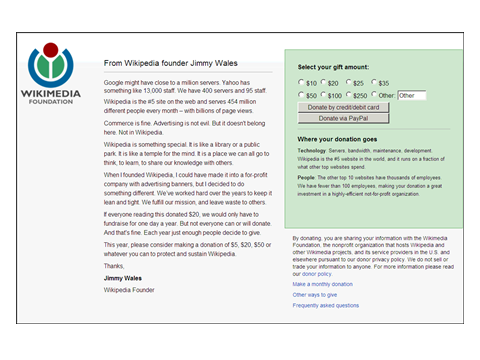 WIKIMEDIA
FOUNDATION
From Wikipedia founder Jimmy Wales
Google might have close to a million servers. Yahoo has
something like 13,000 staff. We have 400 servers and 95 staff.
Wikipedia is the #5 site on the web and serves 454 million
different people every month – with billions of page views.
Commerce is fine. Advertising is not evil. But it doesn't belong
here. Not in Wikipedia.
Wikipedia is something special. It is like a library or a public
park. It is like a temple for the mind. It is a place we can all go to
think, to learn, to share our knowledge with others.
When I founded Wikipedia, I could have made it into a for-profit
company with advertising banners, but I decided to do
something different. We've worked hard over the years to keep it
lean and tight. We fulfill our mission, and leave waste to others.
If everyone reading this donated $20, we would only have to
fundraise for one day a year. But not everyone can or will donate.
And that's fine. Each year just enough people decide to give.
This year, please consider making a donation of $5, $20, $50 or
whatever you can to protect and sustain Wikipedia.
Thanks,
Jimmy Wales
Wikipedia Founder
Select your gift amount:
$10 $20 $25 $35
$50 $100 $250 Other: Other
Donate by credit/debit card
Donate via PayPal
Where your donation goes
Technology: Servers, bandwidth, maintenance, development.
Wikipedia is the #5 website in the world, and it runs on a fraction of
what other top websites spend.
People: The other top 10 websites have thousands of employees.
We have fewer than 100 employees, making your donation a great
investment in a highly-efficient not-for-profit organization.
By donating, you are sharing your information with the Wikimedia
Foundation, the nonprofit organization that hosts Wikipedia and
other Wikimedia projects, and its service providers in the U.S. and
elsewhere pursuant to our donor privacy policy. We do not sell or
trade your information to anyone. For more information please read
our donor policy.
Make a monthly donation
Other ways to give
Frequently asked questions